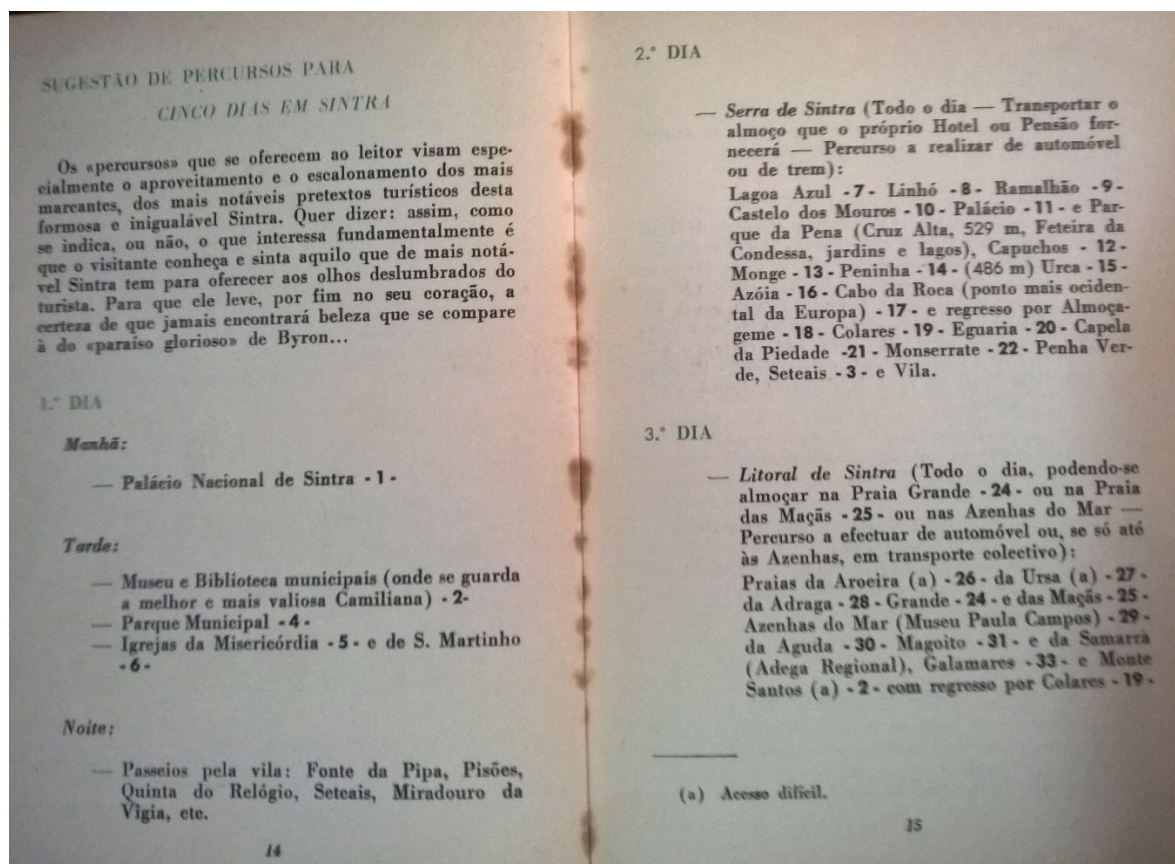 SUGESTÃO DE PERCURSOS PARA
CINCO DIAS EM SINTRA
Os «percursos» que se oferecem ao leitor visam espe-
cialmente o aproveitamento e o escalonamento dos mais
marcantes, dos mais notáveis pretextos turísticos desta
formosa e inigualável Sintra. Quer dizer: assim, como
se indica, ou não, o que interessa fundamentalmente é
que o visitante conheça e sinta aquilo que de mais notá-
vel Sintra tem para oferecer aos olhos deslumbrados do
turista. Para que ele leve, por fim no seu coração, a
certeza de que jamais encontrará beleza que se compare
à do «paraíso glorioso» de Byron...
1.º DIA
Manhã:
— Palácio Nacional de Sintra - 1 -
Tarde:
— Museu e Biblioteca municipais (onde se guarda
a melhor e mais valiosa Camiliana) - 2-
— Parque Municipal - 4 -
— Igrejas da Misericórdia - 5 - e de S. Martinho
- 6 -
Noite:
— Passeios pela vila: Fonte da Pipa, Pisões,
Quinta do Relógio, Seteais, Miradouro da
Vigia, etc.
14
2.º DIA
— Serra de Sintra (Todo o dia — Transportar o
almoço que o próprio Hotel ou Pensão for-
necerá — Percurso a realizar de automóvel
ou de trem):
Lagoa Azul -7- Linhó -8- Ramalhão -9-
Castelo dos Mouros - 10 - Palácio - 11 - e Par-
que da Pena (Cruz Alta, 529 m, Feteira da
Condessa, jardins e lagos), Capuchos - 12 -
Monge - 13 - Peninha - 14 - (486 m) Urca - 15 -
Azóia - 16 - Cabo da Roca (ponto mais ociden-
tal da Europa) - 17 - e regresso por Almoça-
geme - 18 - Colares - 19 - Eguaria - 20 - Capela
da Piedade -21 - Monserrate - 22 - Penha Ver-
de, Seteais - 3 - e Vila.
3.º DIA
— Litoral de Sintra (Todo o dia, podendo-se
almoçar na Praia Grande - 24 - ou na Praia
das Maçãs - 25 - ou nas Azenhas do Mar —
Percurso a efectuar de automóvel ou, se só até
às Azenhas, em transporte colectivo):
Praias da Aroeira (a) - 26 - da Ursa (a) - 27 -
da Adraga - 28 - Grande - 24 - e das Maçãs - 25 -
Azenhas do Mar (Museu Paula Campos) - 29 -
da Aguda - 30 - Magoito - 31 - e da Samarra
(Adega Regional), Galamares - 33 - e Monte
Santos (a) - 2 - com regresso por Colares - 19 -
(a) Acesso difícil.
15